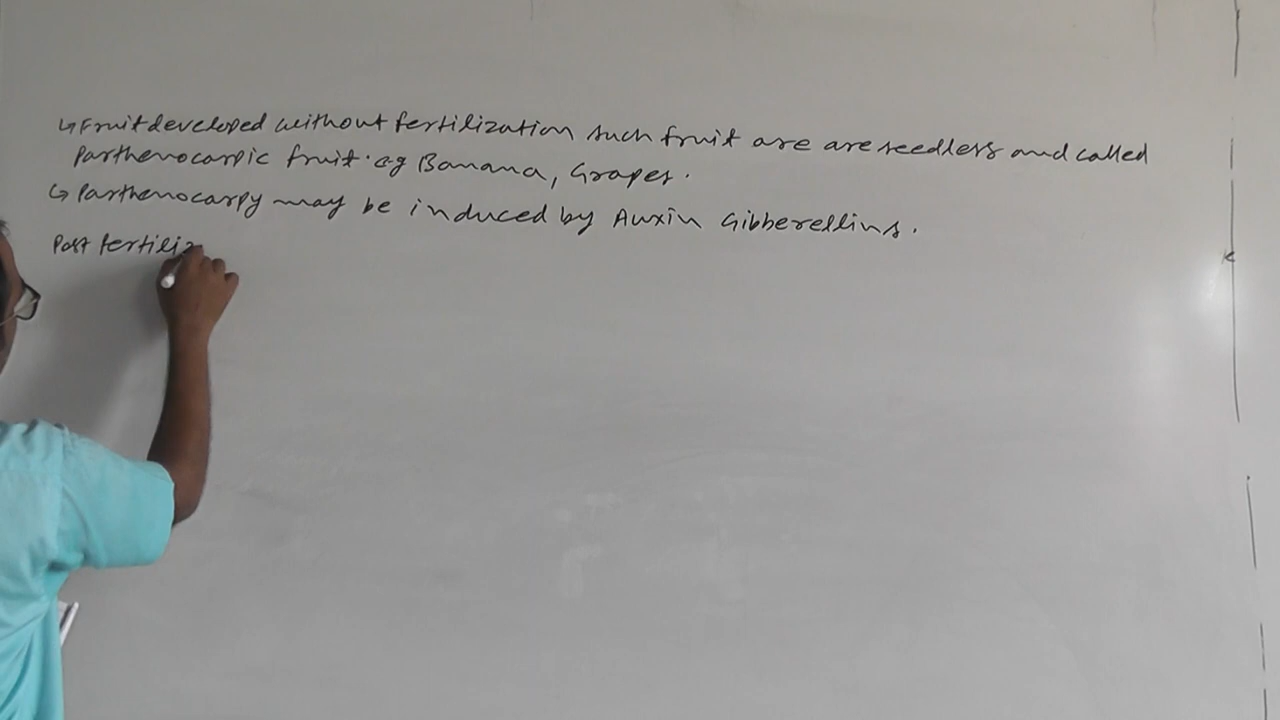 ↳ Fruit developed without fertilization such fruit are are seedless and called
Parthenocarpic fruit. eg Banana, Grapes.
↳ Parthenocarpy may be induced by Auxin Gibberellins.
Post fertiliz